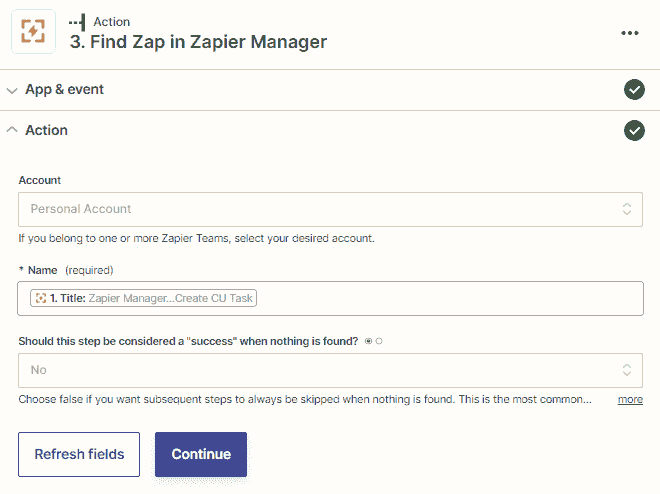 Action
3. Find Zap in Zapier Manager
App & event
Action
Account
Personal Account
If you belong to one or more Zapier Teams, select your desired account.
* Name (required)
1. Title: Zapier Manager...Create CU Task
Should this step be considered a "success" when nothing is found?
No
Choose false if you want subsequent steps to always be skipped when nothing is found. This is the most common... more
Refresh fields Continue